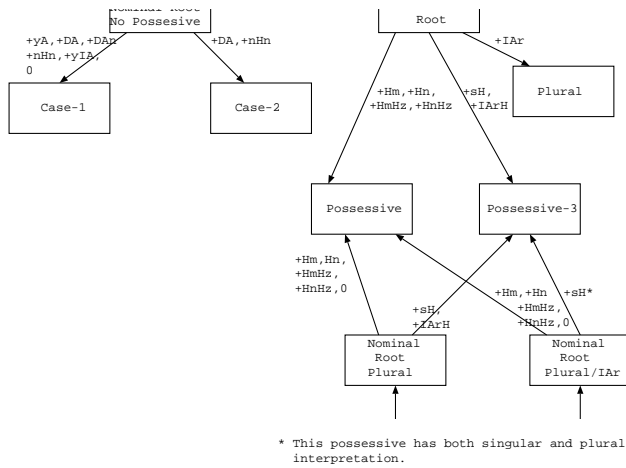 Nominal Root
No Possesive
+yA,+DA,+DAn
+nHn,+yIA,
0
+DA,+nHn
Case-1
Case-2
Root
+IAr
Plural
+Hm,+Hn,
+HmHz,+HnHz
+sH,
+IArH
Possessive
Possessive-3
+Hm,Hn,
+HmHz,
+HnHz,0
+sH,
+IArH
+Hm,+Hn
+HmHz,
+HnHz,0
+sH*
Nominal
Root
Plural
Nominal
Root
Plural/IAr
* This possessive has both singular and plural
interpretation.